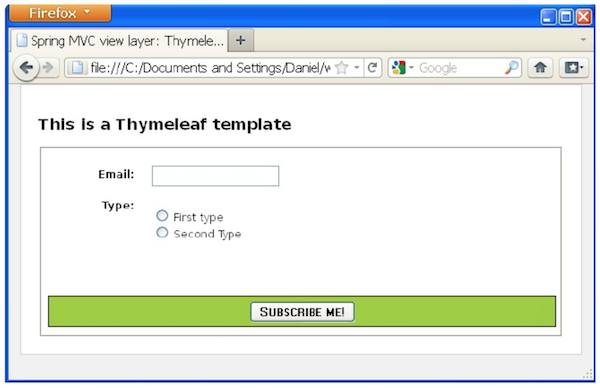 Firefox
Spring MVC view layer: Thymele...
file:///C:/Documents and Settings/Daniel/w
Google
This is a Thymeleaf template
Email:
Type:
First type
Second Type
SUBSCRIBE ME!